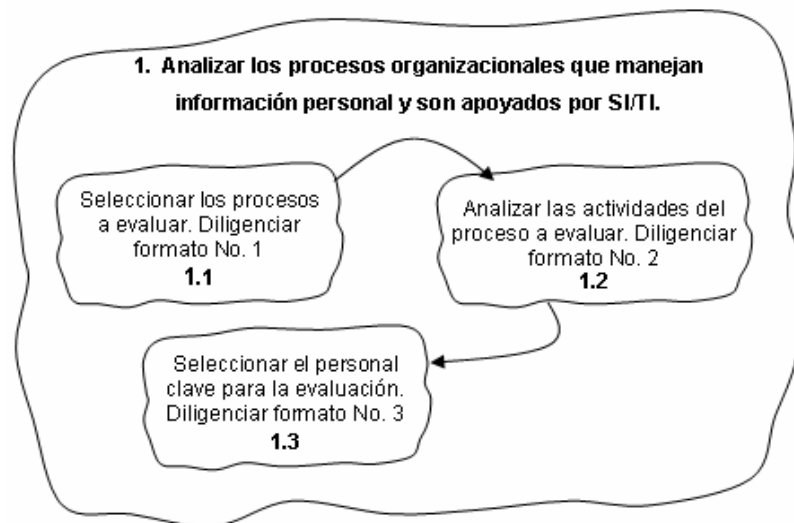 1. Analizar los procesos organizacionales que manejan
información personal y son apoyados por SI/TI.
Seleccionar los procesos
a evaluar. Diligenciar
formato No. 1
1.1
Analizar las actividades del
proceso a evaluar. Diligenciar
formato No. 2
1.2
Seleccionar el personal
clave para la evaluación.
Diligenciar formato No. 3
1.3